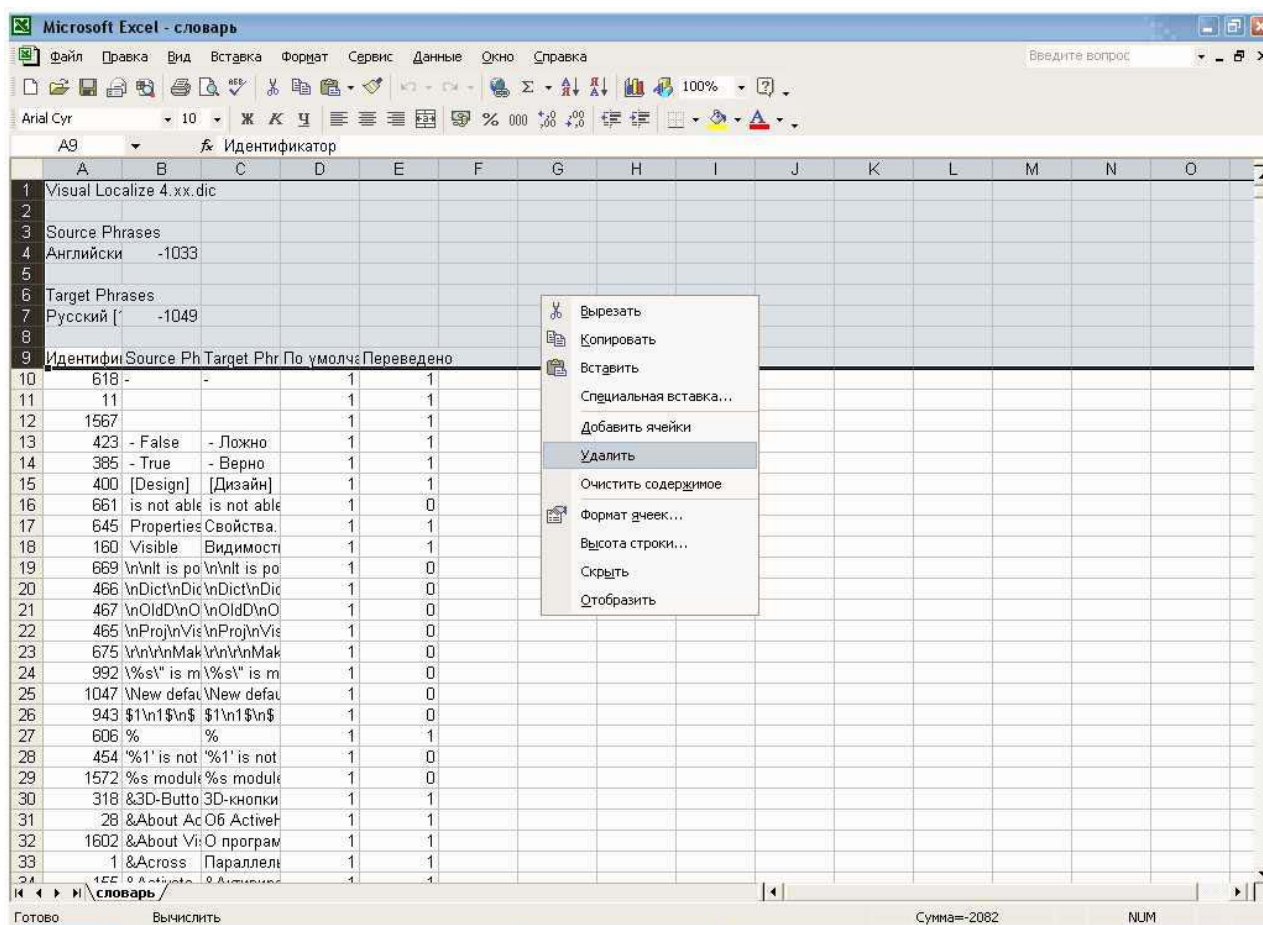 Microsoft Excel - словарь
Файл Правка Вид Вставка Формат Сервис Данные Окно Справка Введите вопрос
100%
Arial Cyr 10 Ж К Ч % 000
A9 fx Идентификатор
A B C D E F G H I J K L M N O
1 Visual Localize 4.xx.dic
2
3 Source Phrases
4 Английски -1033
5
6 Target Phrases
7 Русский [1 -1049
8
9 Идентифи Source Ph Target Phr По умолча Переведено
10 618 - - 1 1
11 11 1 1
12 1567 1 1
13 423 - False - Ложно 1 1
14 385 - True - Верно 1 1
15 400 [Design] [Дизайн] 1 1
16 661 is not able is not able 1 0
17 645 Properties Свойства. 1 1
18 160 Visible Видимост 1 1
19 669 \n\nIt is po \n\nIt is po 1 0
20 466 \nDict\nDic \nDict\nDic 1 0
21 467 \nOldD\nO \nOldD\nO 1 0
22 465 \nProj\nVis \nProj\nVis 1 0
23 675 \r\n\r\nMak \r\n\r\nMak 1 0
24 992 \%s\" is m \%s\" is m 1 0
25 1047 \New defau \New defau 1 0
26 943 $1\n1$\n$ $1\n1$\n$ 1 0
27 606 % % 1 1
28 454 '%1' is not '%1' is not 1 0
29 1572 %s module %s module 1 0
30 318 &3D-Butto 3D-кнопки 1 1
31 28 &About Ac Об ActiveH 1 1
32 1602 &About Vi О програм 1 1
33 1 &Across Параллель 1 1
Вырезать
Копировать
Вставить
Специальная вставка...
Добавить ячейки
Удалить
Очистить содержимое
Формат ячеек...
Высота строки...
Скрыть
Отобразить
словарь
Готово Вычислить Сумма=-2082 NUM